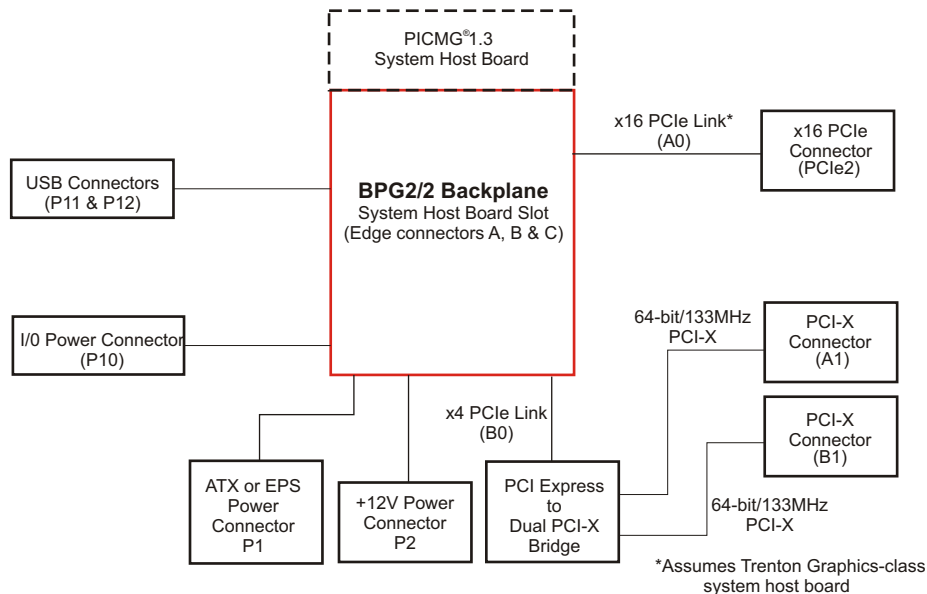 PICMG®1.3
System Host Board
x16 PCIe Link*
(A0)
x16 PCIe
Connector
(PCIe2)
USB Connectors
(P11 & P12)
BPG2/2 Backplane
System Host Board Slot
(Edge connectors A, B & C)
I/0 Power Connector
(P10)
64-bit/133MHz
PCI-X
PCI-X
Connector
(A1)
x4 PCIe Link
(B0)
PCI-X
Connector
(B1)
ATX or EPS
Power
Connector
P1
+12V Power
Connector
P2
PCI Express
to
Dual PCI-X
Bridge
64-bit/133MHz
PCI-X
*Assumes Trenton Graphics-class
system host board